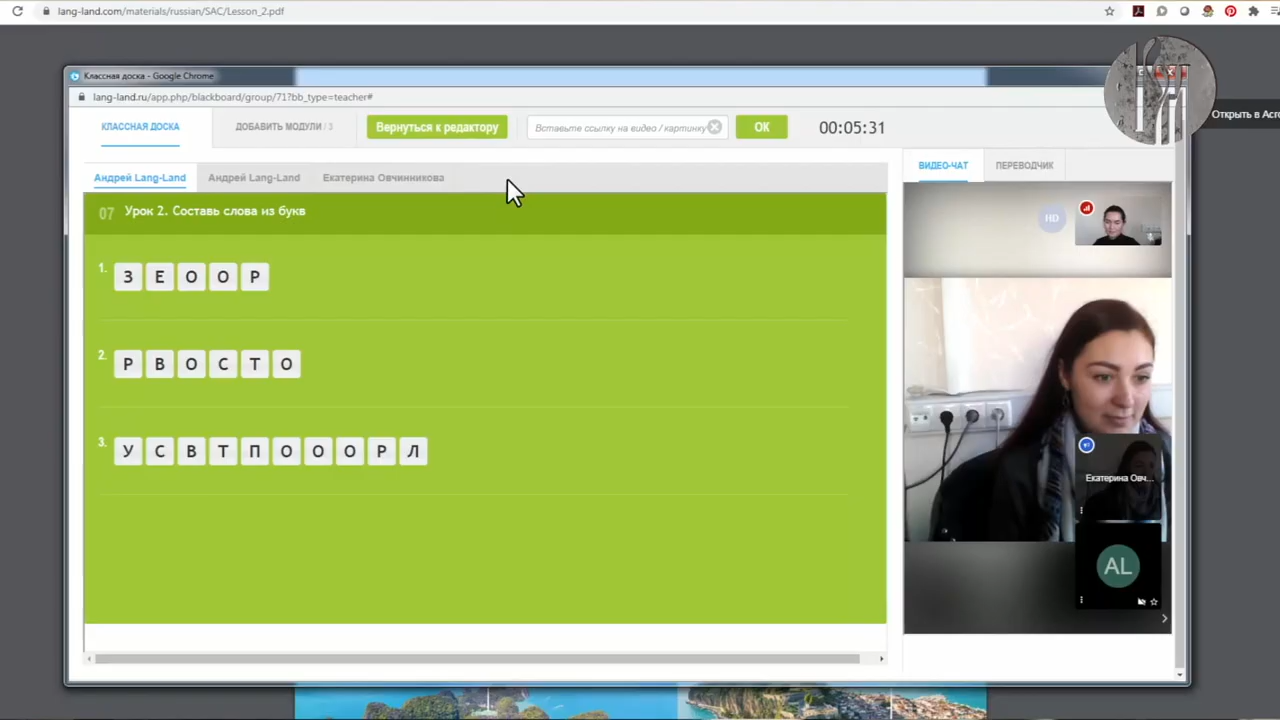 lang-land.com/materials/russian/SAC/Lesson_2.pdf
Классная доска - Google Chrome
lang-land.ru/app.php/blackboard/group/71?bb_type=teacher#
Открыть в Acro
КЛАССНАЯ ДОСКА
ДОБАВИТЬ МОДУЛИ / 3
Вернуться к редактору
Вставьте ссылку на видео / картинку
ОК
00:05:31
ВИДЕО-ЧАТ
ПЕРЕВОДЧИК
Андрей Lang-Land
Андрей Lang-Land
Екатерина Овчинникова
07 Урок 2. Составь слова из букв
HD
1. З Е О О Р
2. Р В О С Т О
3. У С В Т П О О О Р Л
Екатерина Овч...
AL